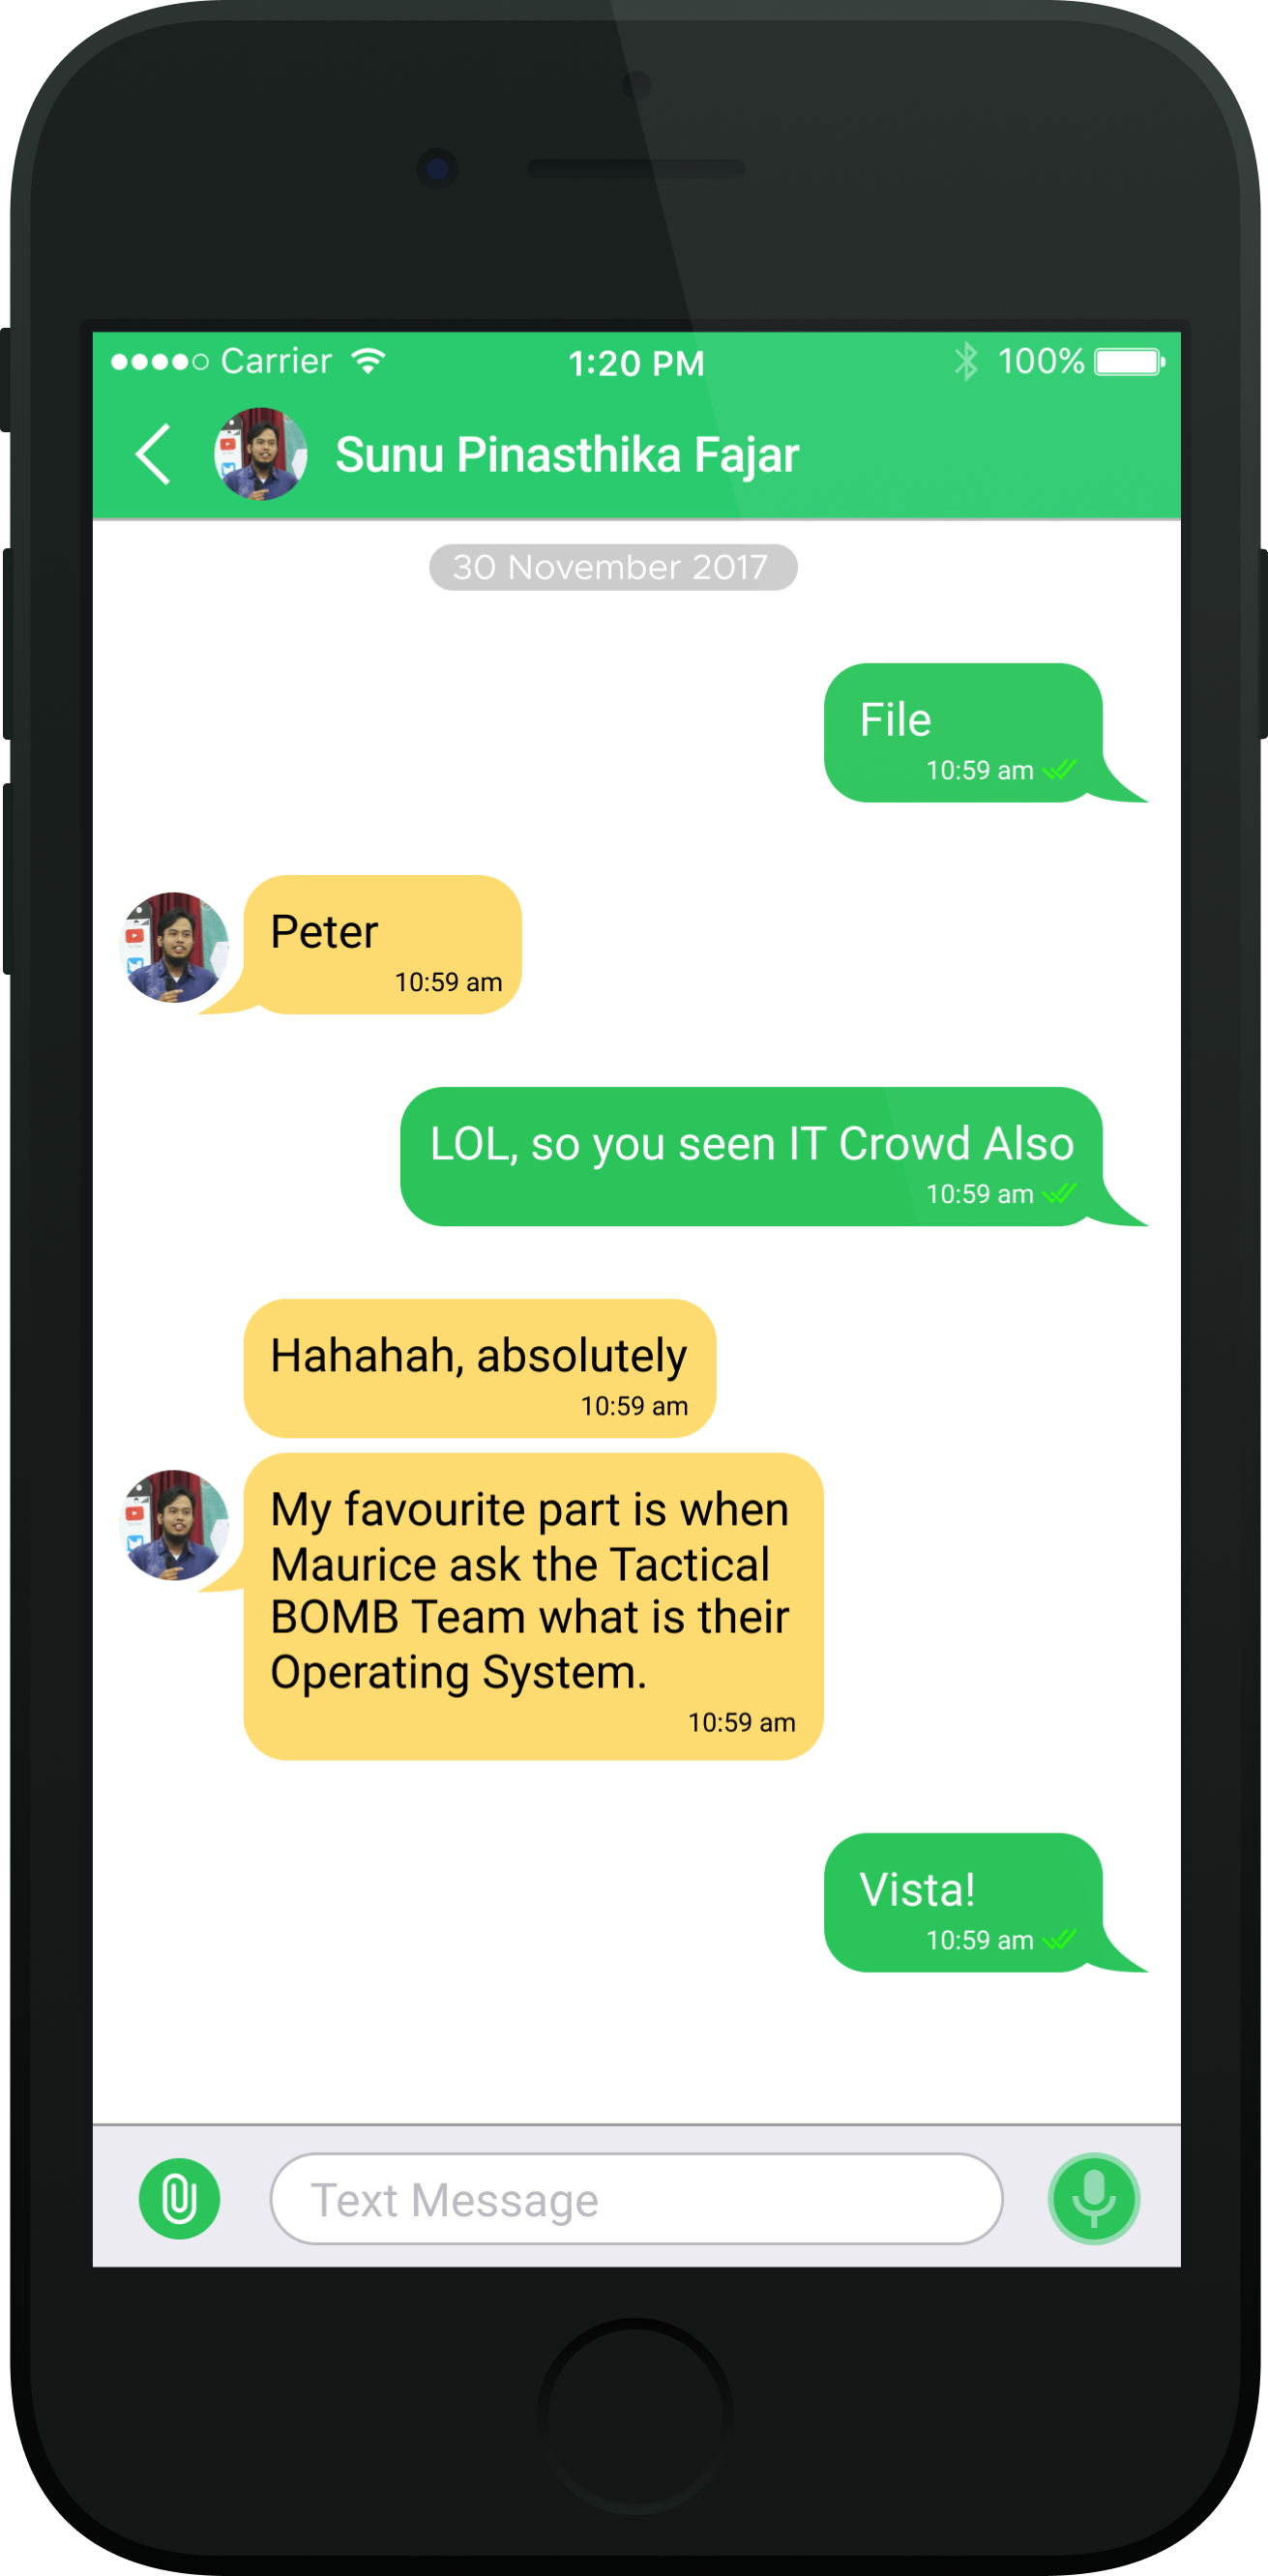 Carrier 1:20 PM 100%
Sunu Pinasthika Fajar
30 November 2017
File
10:59 am
Peter
10:59 am
LOL, so you seen IT Crowd Also
10:59 am
Hahahah, absolutely
10:59 am
My favourite part is when
Maurice ask the Tactical
BOMB Team what is their
Operating System.
10:59 am
Vista!
10:59 am
Text Message